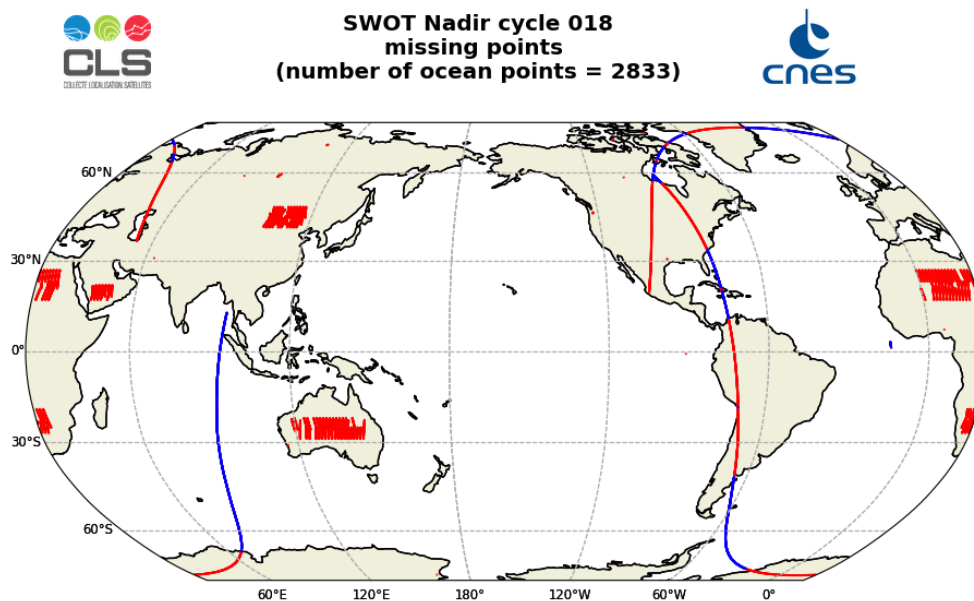 SWOT Nadir cycle 018
missing points
(number of ocean points = 2833)
CLS
COLLECTE LOCALISATION SATELLITES
cnes
60°N
30°N
0°
30°S
60°S
60°E 120°E 180° 120°W 60°W 0°